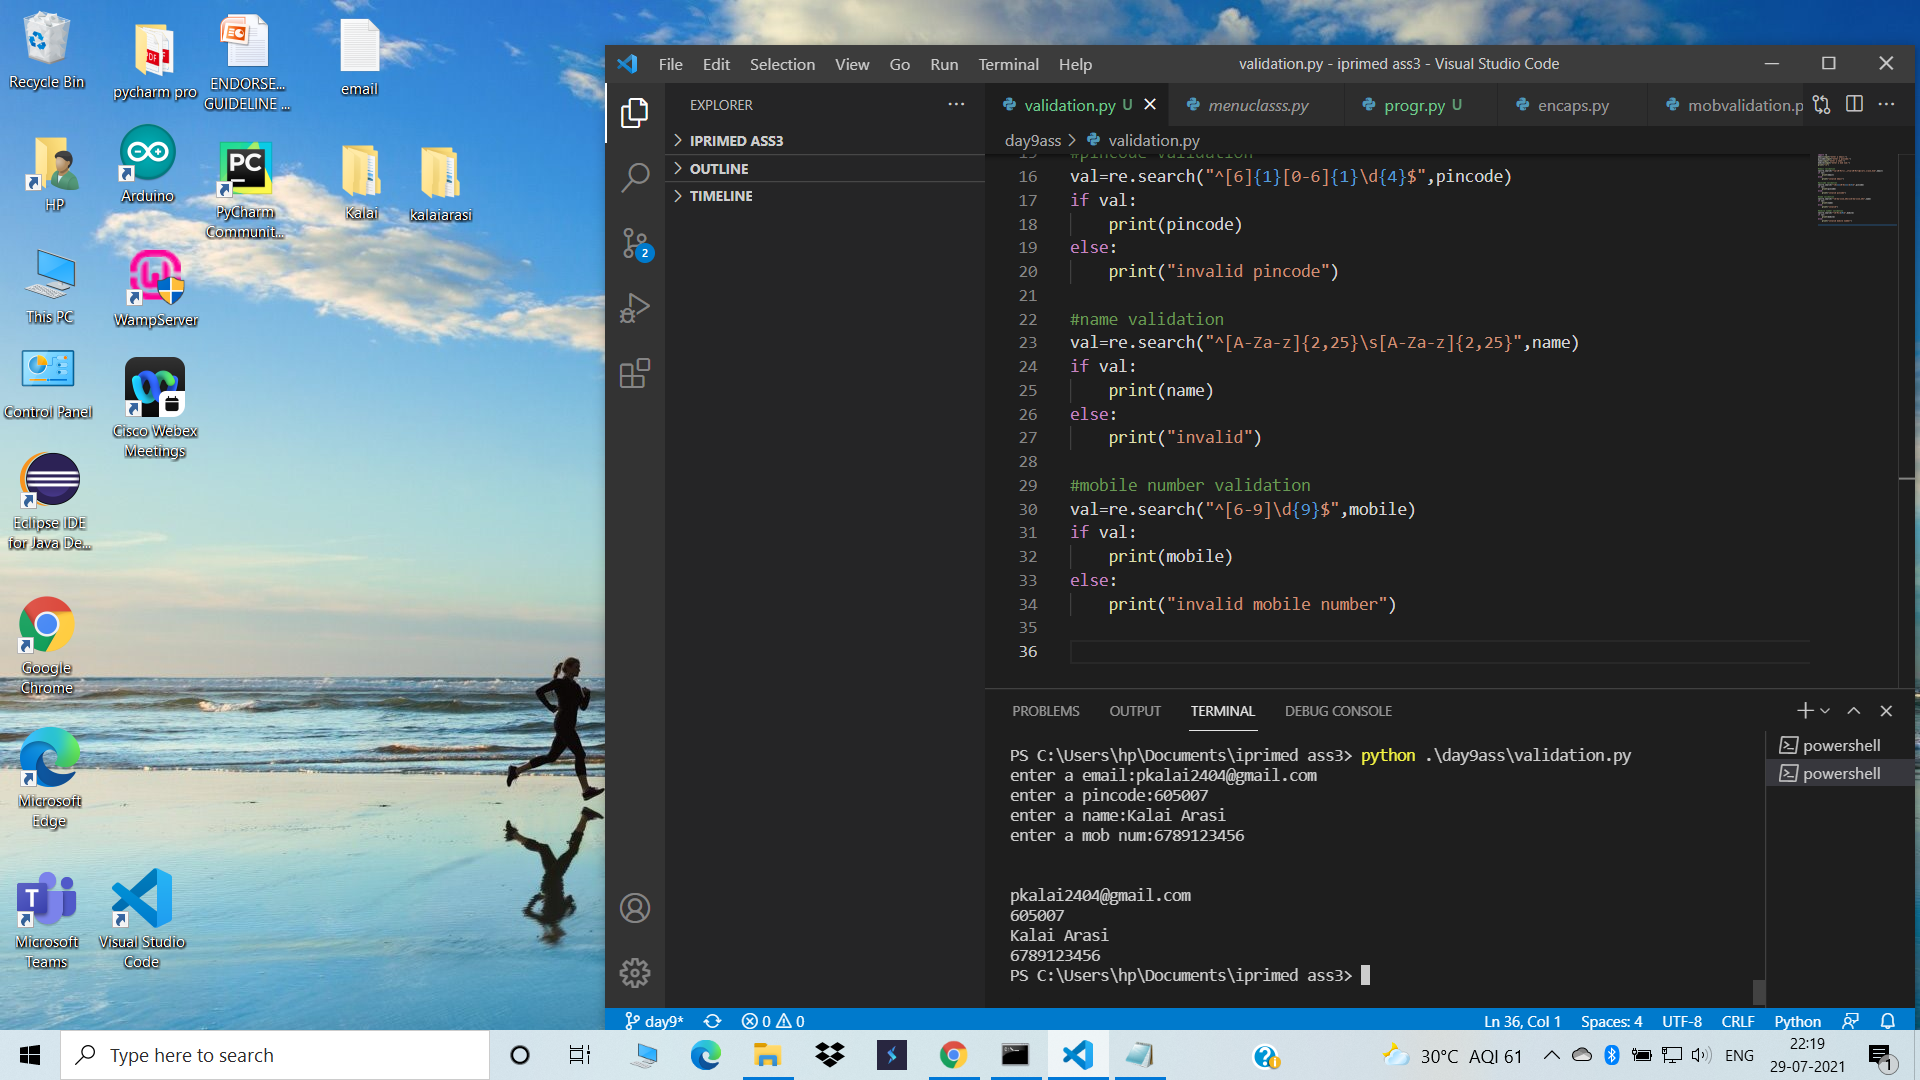 Recycle Bin
pycharm pro
ENDORSE...
GUIDELINE ...
email
HP
Arduino
PyCharm
Communit...
Kalai
kalaiarasi
This PC
WampServer
Control Panel
Cisco Webex
Meetings
Eclipse IDE
for Java De...
Google
Chrome
Microsoft
Edge
Microsoft
Teams
Visual Studio
Code
File Edit Selection View Go Run Terminal Help
validation.py - iprimed ass3 - Visual Studio Code
EXPLORER
IPRIMED ASS3
OUTLINE
TIMELINE
2
validation.py U
menuclasss.py
progr.py U
encaps.py
mobvalidation.p
day9ass > validation.py
15 #pincode validation
16 val=re.search("^[6]{1}[0-6]{1}\d{4}$",pincode)
17 if val:
18 print(pincode)
19 else:
20 print("invalid pincode")
21
22 #name validation
23 val=re.search("^[A-Za-z]{2,25}\s[A-Za-z]{2,25}",name)
24 if val:
25 print(name)
26 else:
27 print("invalid")
28
29 #mobile number validation
30 val=re.search("^[6-9]\d{9}$",mobile)
31 if val:
32 print(mobile)
33 else:
34 print("invalid mobile number")
35
36
PROBLEMS OUTPUT TERMINAL DEBUG CONSOLE
PS C:\Users\hp\Documents\iprimed ass3> python .\day9ass\validation.py
enter a email:pkalai2404@gmail.com
enter a pincode:605007
enter a name:Kalai Arasi
enter a mob num:6789123456
pkalai2404@gmail.com
605007
Kalai Arasi
6789123456
PS C:\Users\hp\Documents\iprimed ass3>
powershell
powershell
day9* 0 0
Ln 36, Col 1 Spaces: 4 UTF-8 CRLF Python
Type here to search
30°C AQI 61
ENG
22:19
29-07-2021
1